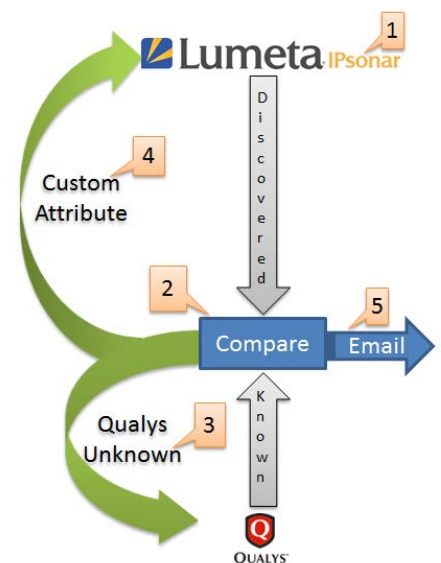 1
Lumeta IPsonar
Discovered
4
Custom
Attribute
2
5
Compare
Email
Known
Qualys
Unknown
3
Q
QUALYS